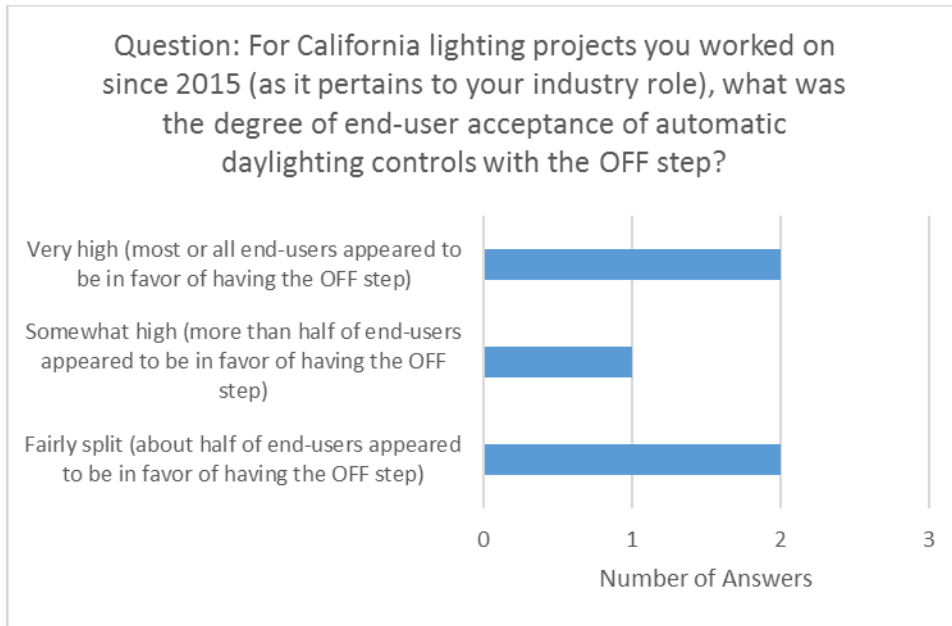 Question: For California lighting projects you worked on
since 2015 (as it pertains to your industry role), what was
the degree of end-user acceptance of automatic
daylighting controls with the OFF step?
Very high (most or all end-users appeared to
be in favor of having the OFF step)
Somewhat high (more than half of end-users
appeared to be in favor of having the OFF
step)
Fairly split (about half of end-users appeared
to be in favor of having the OFF step)
0 1 2 3
Number of Answers